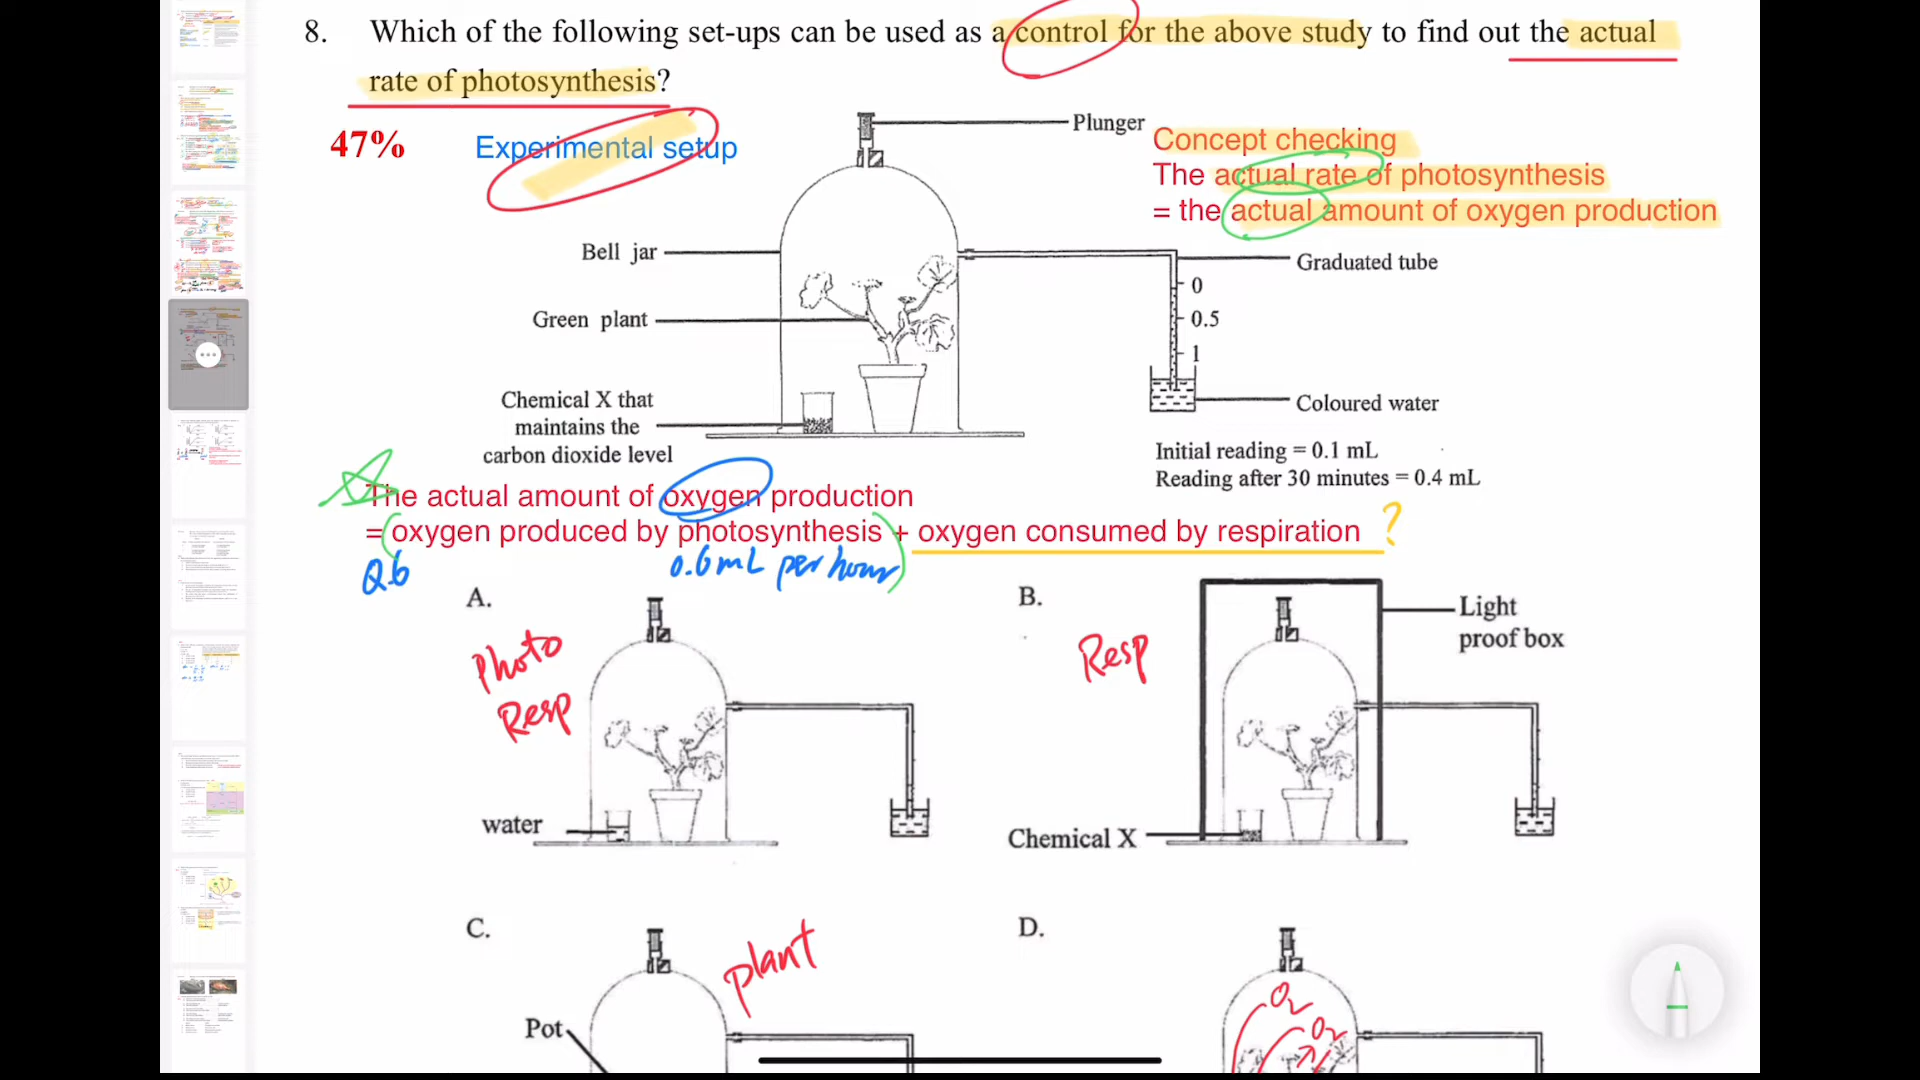 8. Which of the following set-ups can be used as a control for the above study to find out the actual
rate of photosynthesis?
47%
Experimental setup
Plunger
Concept checking
The actual rate of photosynthesis
= the actual amount of oxygen production
Bell jar
Graduated tube
0
Green plant
0.5
1
Chemical X that
maintains the
carbon dioxide level
Coloured water
Initial reading = 0.1 mL
Reading after 30 minutes = 0.4 mL
The actual amount of oxygen production
= (oxygen produced by photosynthesis) + oxygen consumed by respiration ?
Q6
0.6mL per hour
A.
Photo
Resp
water
B.
Resp
Light
proof box
Chemical X
C.
plant
Pot
D.
O2
O2